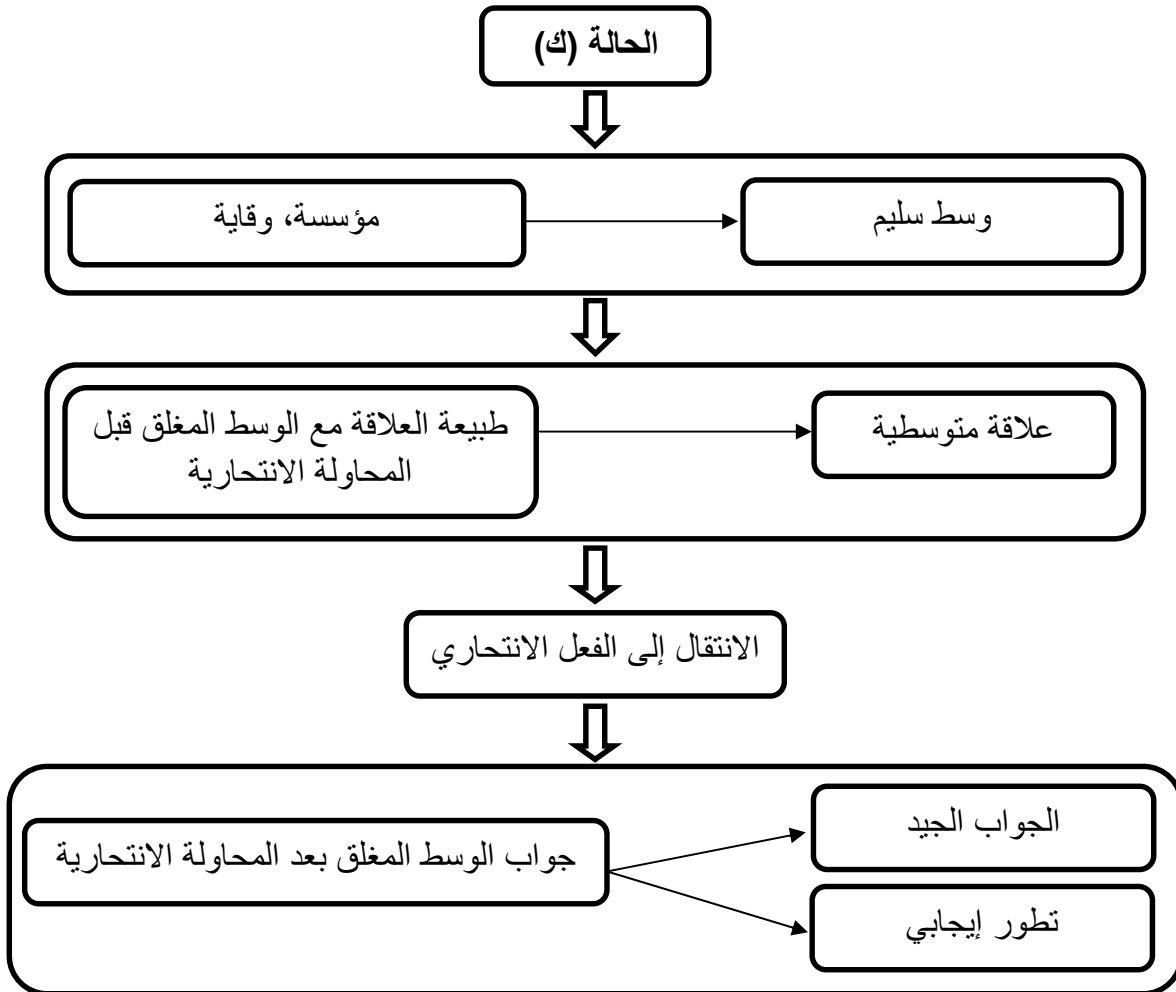 الحالة (ك)
مؤسسة، وقاية
وسط سليم
طبيعة العلاقة مع الوسط المغلق قبل
المحاولة الانتحارية
علاقة متوسطية
الانتقال إلى الفعل الانتحاري
جواب الوسط المغلق بعد المحاولة الانتحارية
الجواب الجيد
تطور إيجابي